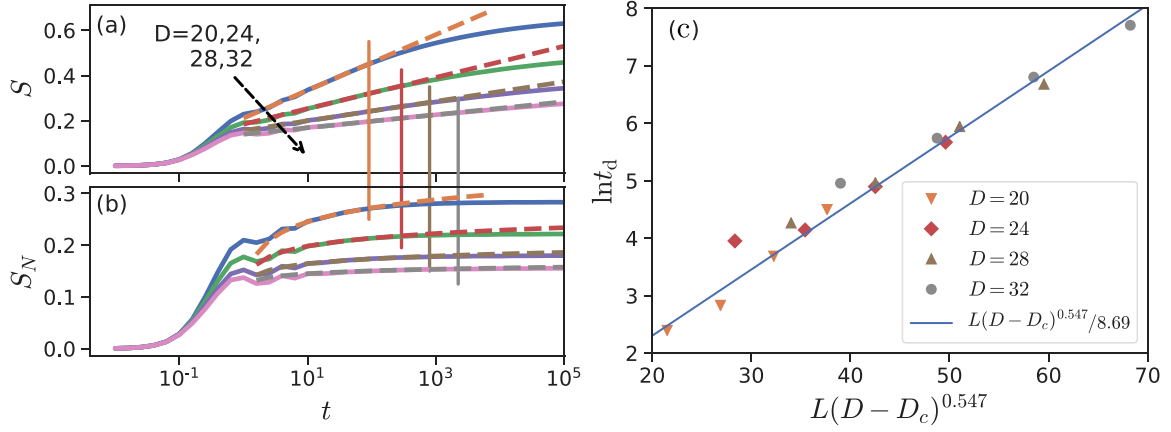 (a)
D=20,24,
28,32
S
0.6
0.4
0.2
0.0
(b)
S_N
0.3
0.2
0.1
0.0
10^{-1}
10^1
10^3
10^5
t
(c)
ln t_d
8
7
6
5
4
3
2
D = 20
D = 24
D = 28
D = 32
L(D − D_c)^{0.547}/8.69
20
30
40
50
60
70
L(D − D_c)^{0.547}